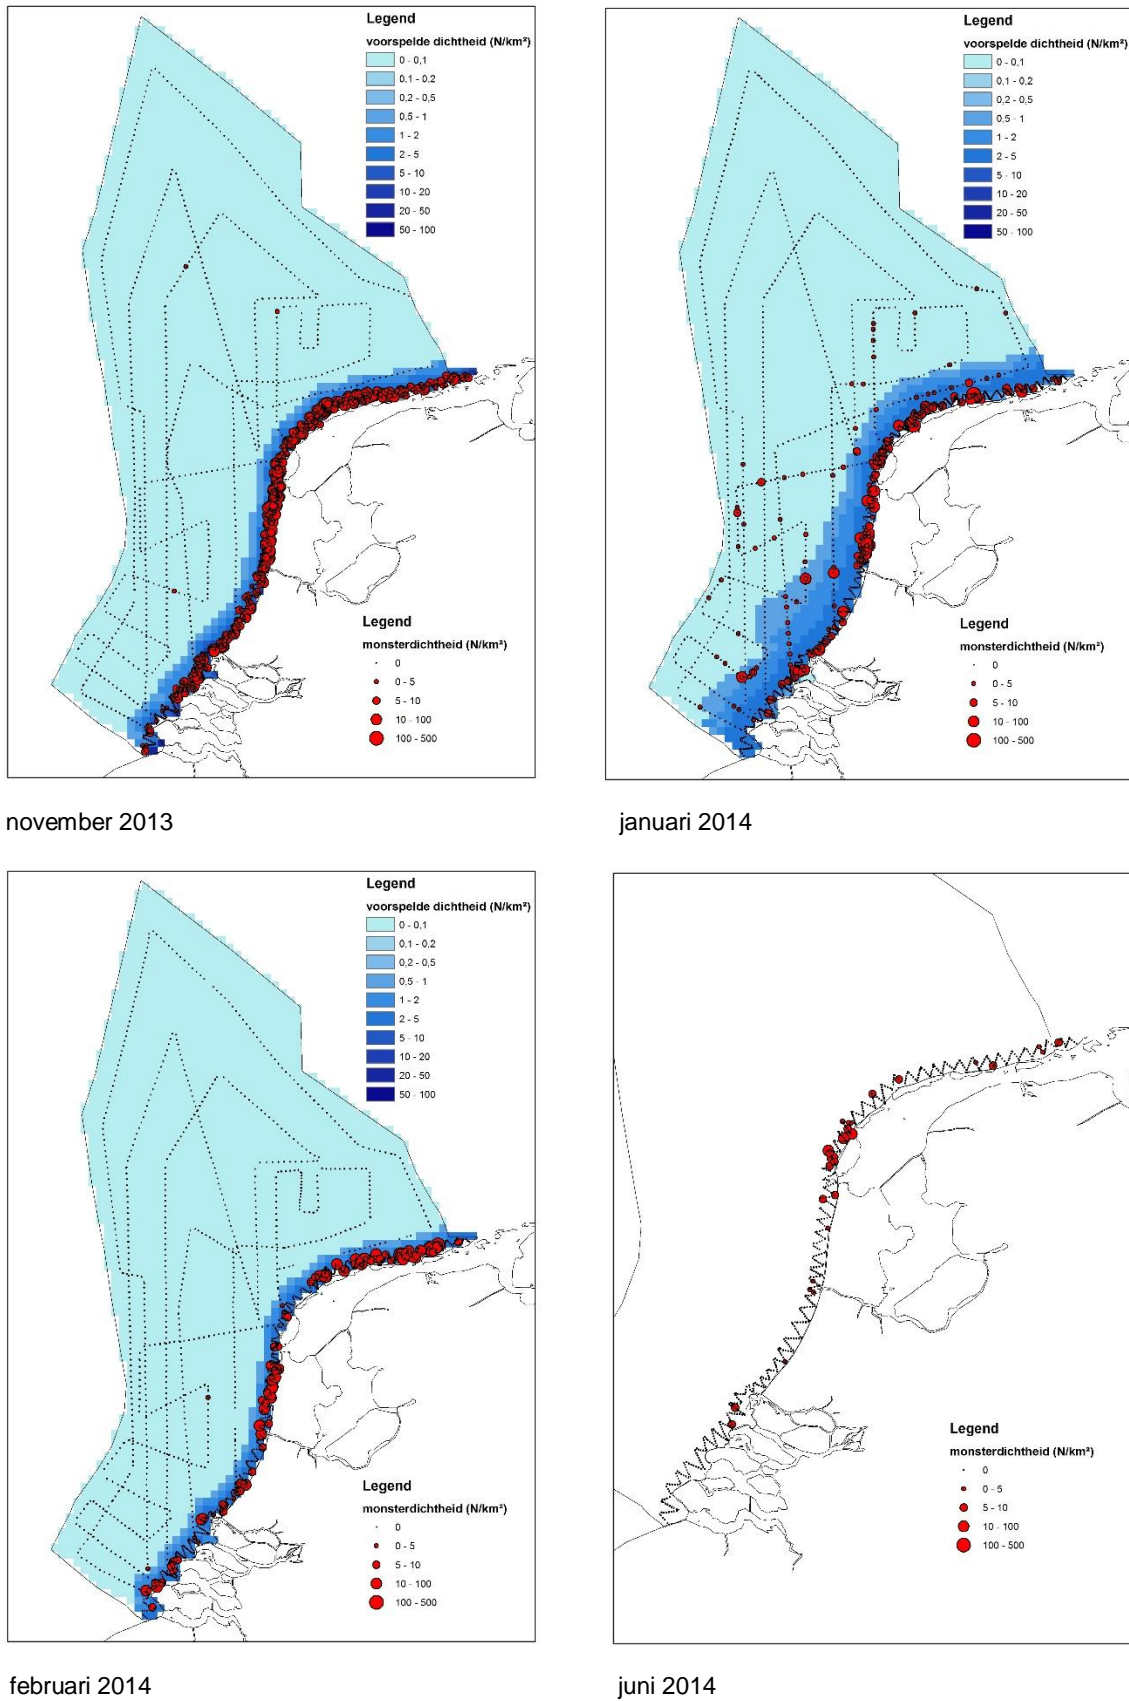 Legend
voorspelde dichtheid (N/km²)
0 - 0,1
0,1 - 0,2
0,2 - 0,5
0,5 - 1
1 - 2
2 - 5
5 - 10
10 - 20
20 - 50
50 - 100
Legend
monsterdichtheid (N/km²)
0
0 - 5
5 - 10
10 - 100
100 - 500
november 2013
Legend
voorspelde dichtheid (N/km²)
0 - 0,1
0,1 - 0,2
0,2 - 0,5
0,5 - 1
1 - 2
2 - 5
5 - 10
10 - 20
20 - 50
50 - 100
Legend
monsterdichtheid (N/km²)
0
0 - 5
5 - 10
10 - 100
100 - 500
januari 2014
Legend
voorspelde dichtheid (N/km²)
0 - 0,1
0,1 - 0,2
0,2 - 0,5
0,5 - 1
1 - 2
2 - 5
5 - 10
10 - 20
20 - 50
50 - 100
Legend
monsterdichtheid (N/km²)
0
0 - 5
5 - 10
10 - 100
100 - 500
februari 2014
Legend
monsterdichtheid (N/km²)
0
0 - 5
5 - 10
10 - 100
100 - 500
juni 2014